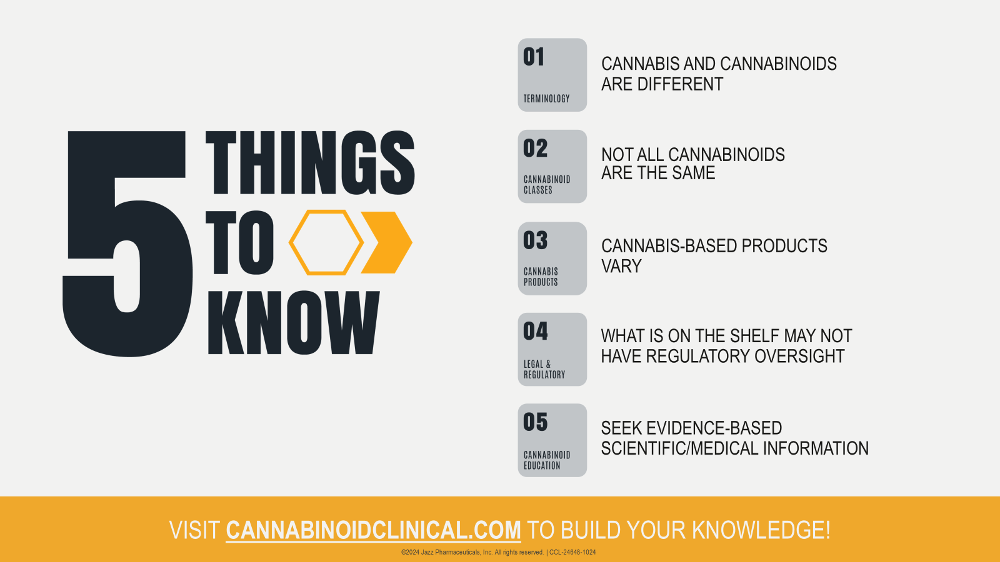 5 THINGS
TO
KNOW
01
TERMINOLOGY
CANNABIS AND CANNABINOIDS
ARE DIFFERENT
02
CANNABINOID
CLASSES
NOT ALL CANNABINOIDS
ARE THE SAME
03
CANNABIS
PRODUCTS
CANNABIS-BASED PRODUCTS
VARY
04
LEGAL &
REGULATORY
WHAT IS ON THE SHELF MAY NOT
HAVE REGULATORY OVERSIGHT
05
CANNABINOID
EDUCATION
SEEK EVIDENCE-BASED
SCIENTIFIC/MEDICAL INFORMATION
VISIT CANNABINOIDCLINICAL.COM TO BUILD YOUR KNOWLEDGE!
©2024 Jazz Pharmaceuticals, Inc. All rights reserved. | CCL-24648-1024